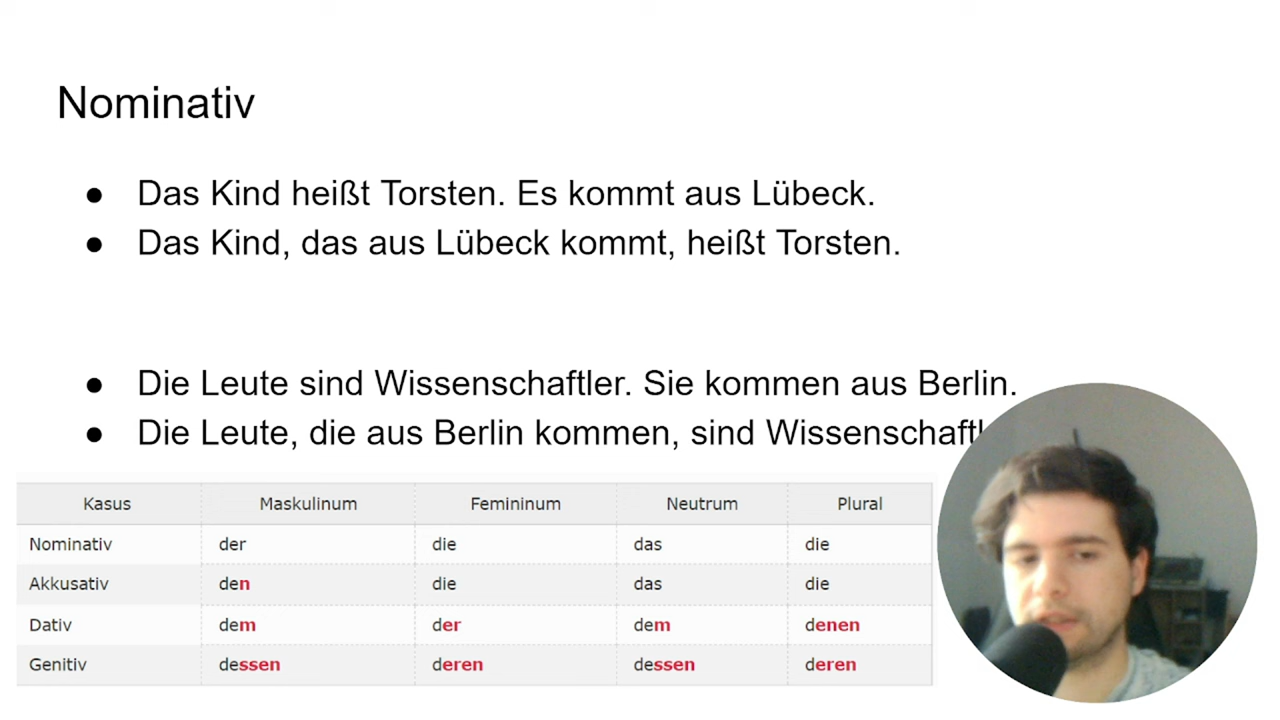 Nominativ
● Das Kind heißt Torsten. Es kommt aus Lübeck.
● Das Kind, das aus Lübeck kommt, heißt Torsten.
● Die Leute sind Wissenschaftler. Sie kommen aus Berlin.
● Die Leute, die aus Berlin kommen, sind
Kasus Maskulinum Femininum Neutrum Plural
Nominativ der die das die
Akkusativ den die das die
Dativ dem der dem denen
Genitiv dessen deren dessen deren